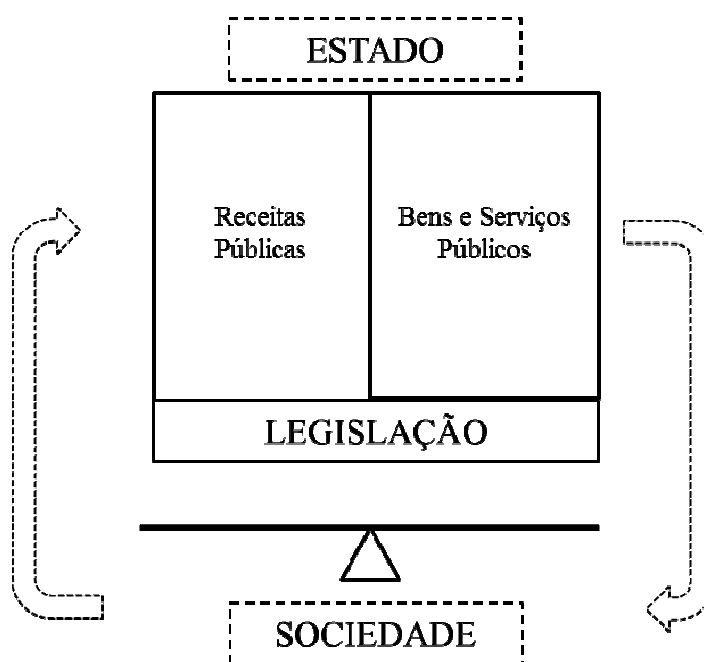 ESTADO
Receitas
Públicas
Bens e Serviços
Públicos
LEGISLAÇÃO
SOCIEDADE